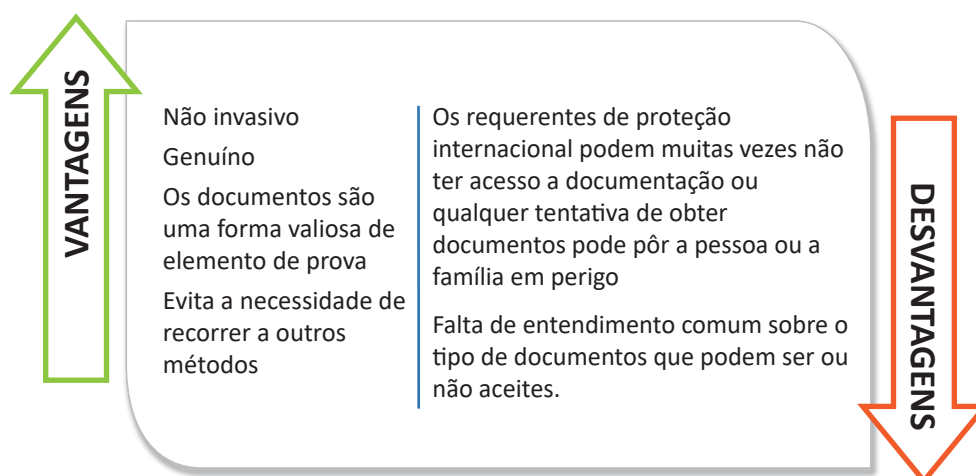 VANTAGENS
Não invasivo
Genuíno
Os documentos são
uma forma valiosa de
elemento de prova
Evita a necessidade de
recorrer a outros
métodos
Os requerentes de proteção
internacional podem muitas vezes não
ter acesso a documentação ou
qualquer tentativa de obter
documentos pode pôr a pessoa ou a
família em perigo
Falta de entendimento comum sobre o
tipo de documentos que podem ser ou
não aceites.
DESVANTAGENS